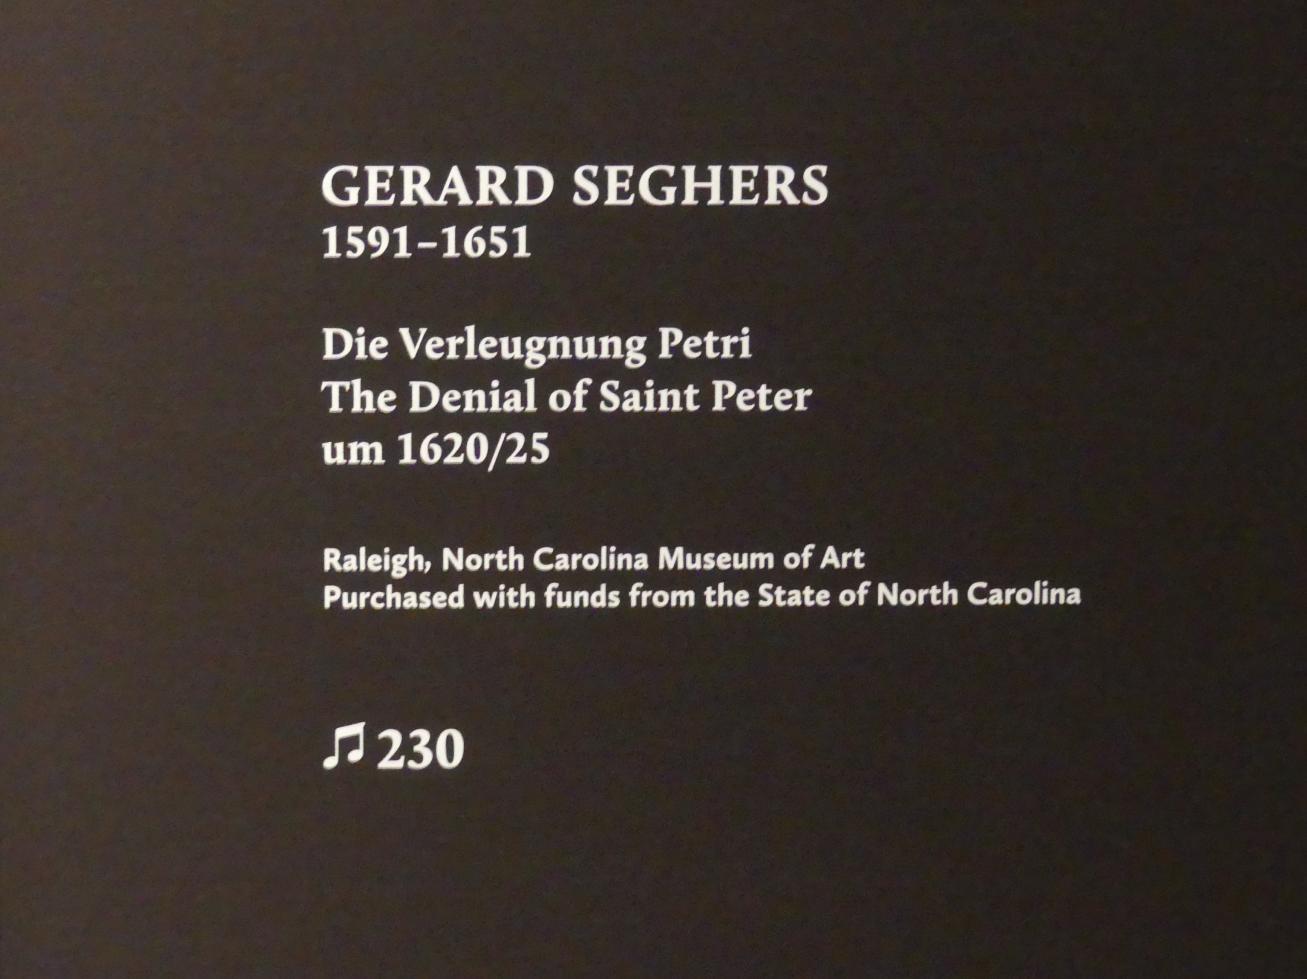 GERARD SEGHERS
1591–1651
Die Verleugnung Petri
The Denial of Saint Peter
um 1620/25
Raleigh, North Carolina Museum of Art
Purchased with funds from the State of North Carolina
♫ 230